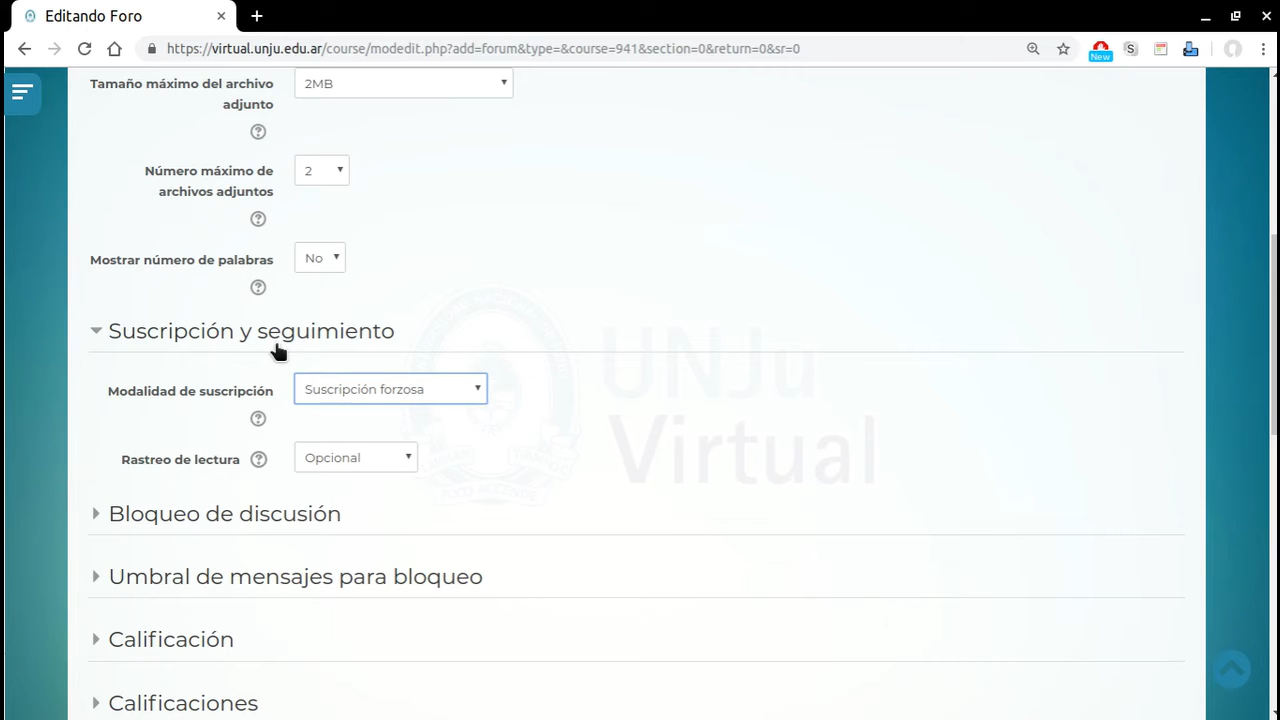 Editando Foro
https://virtual.unju.edu.ar/course/modedit.php?add=forum&type=&course=941&section=0&return=0&sr=0
New
S
Tamaño máximo del archivo
adjunto
2MB
Número máximo de
archivos adjuntos
2
Mostrar número de palabras
No
Suscripción y seguimiento
Modalidad de suscripción
Suscripción forzosa
Rastreo de lectura
Opcional
UNJu
Virtual
Bloqueo de discusión
Umbral de mensajes para bloqueo
Calificación
Calificaciones